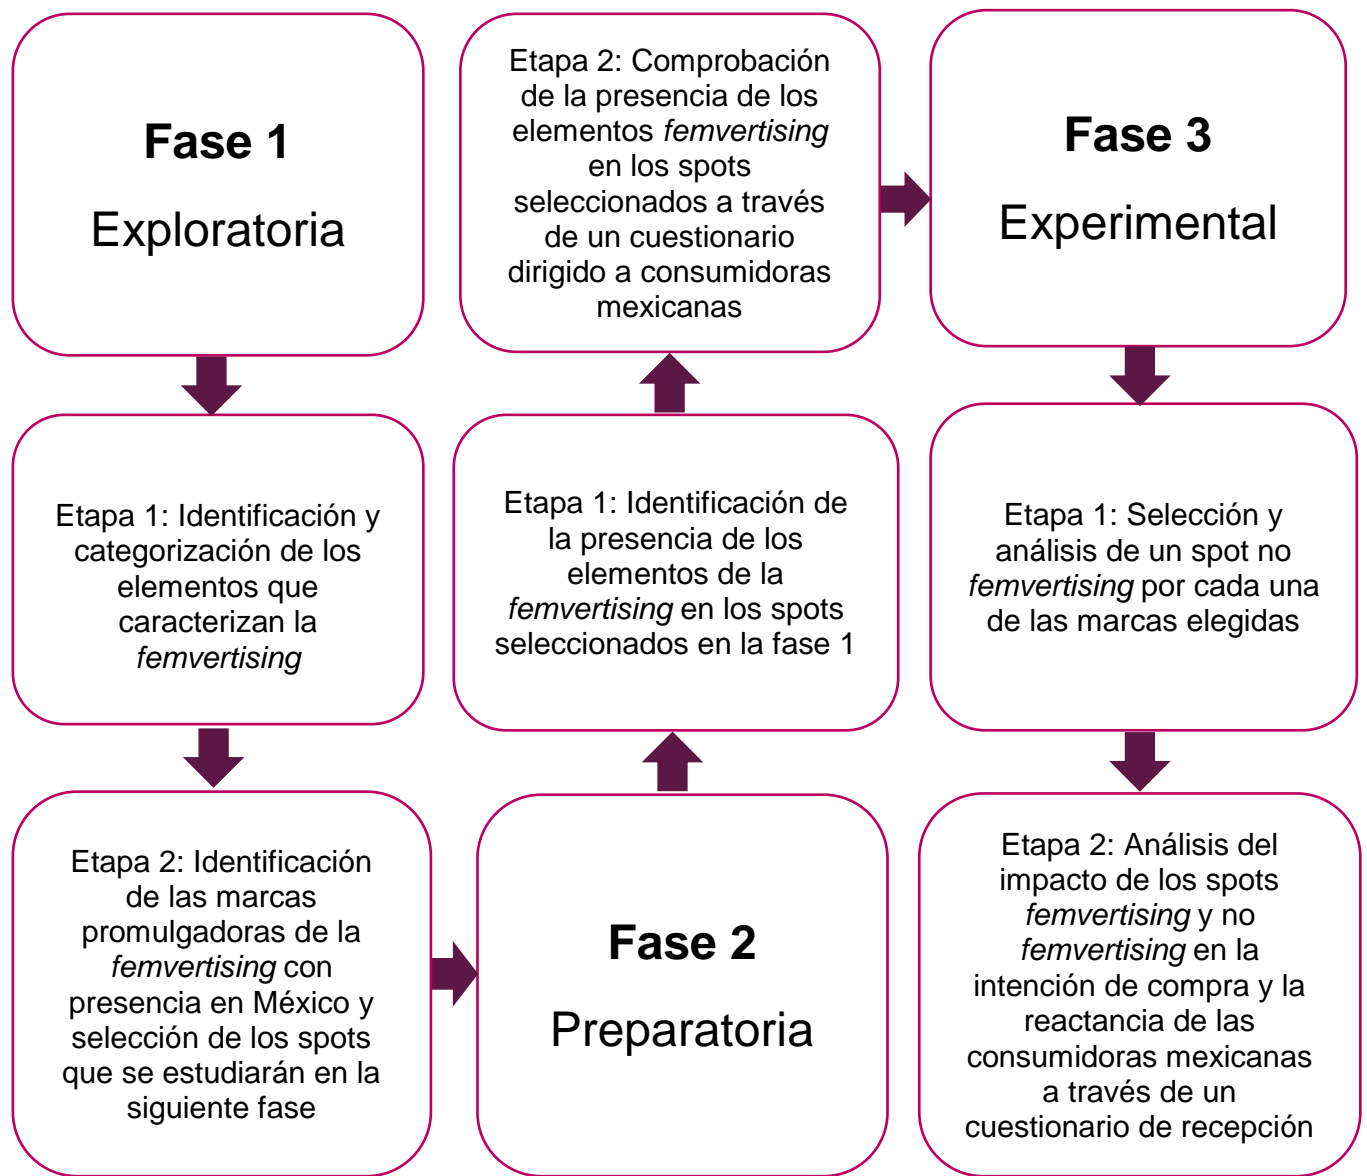 Fase 1
Exploratoria
Etapa 1: Identificación y
categorización de los
elementos que
caracterizan la
femvertising
Etapa 2: Identificación
de las marcas
promulgadoras de la
femvertising con
presencia en México y
selección de los spots
que se estudiarán en la
siguiente fase
Fase 2
Preparatoria
Etapa 1: Identificación de
la presencia de los
elementos de la
femvertising en los spots
seleccionados en la fase 1
Etapa 2: Comprobación
de la presencia de los
elementos femvertising
en los spots
seleccionados a través
de un cuestionario
dirigido a consumidoras
mexicanas
Fase 3
Experimental
Etapa 1: Selección y
análisis de un spot no
femvertising por cada una
de las marcas elegidas
Etapa 2: Análisis del
impacto de los spots
femvertising y no
femvertising en la
intención de compra y la
reactancia de las
consumidoras mexicanas
a través de un
cuestionario de recepción